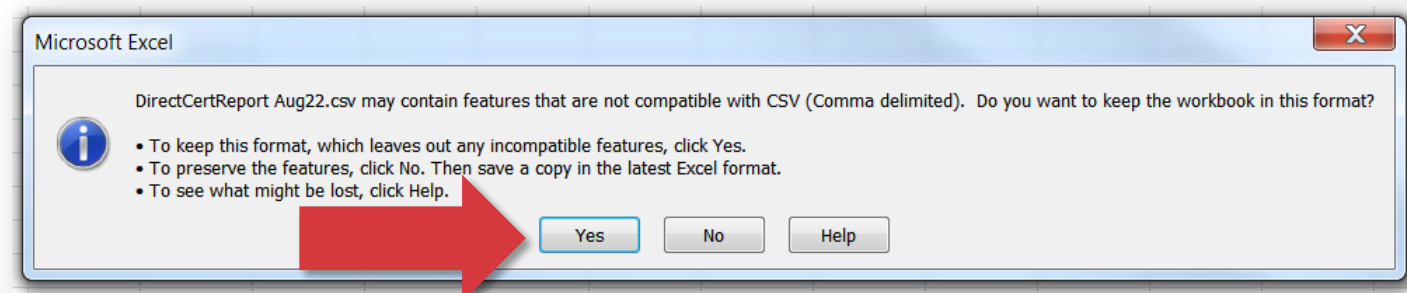 Microsoft Excel
DirectCertReport Aug22.csv may contain features that are not compatible with CSV (Comma delimited).  Do you want to keep the workbook in this format?
• To keep this format, which leaves out any incompatible features, click Yes.
• To preserve the features, click No. Then save a copy in the latest Excel format.
• To see what might be lost, click Help.
Yes No Help